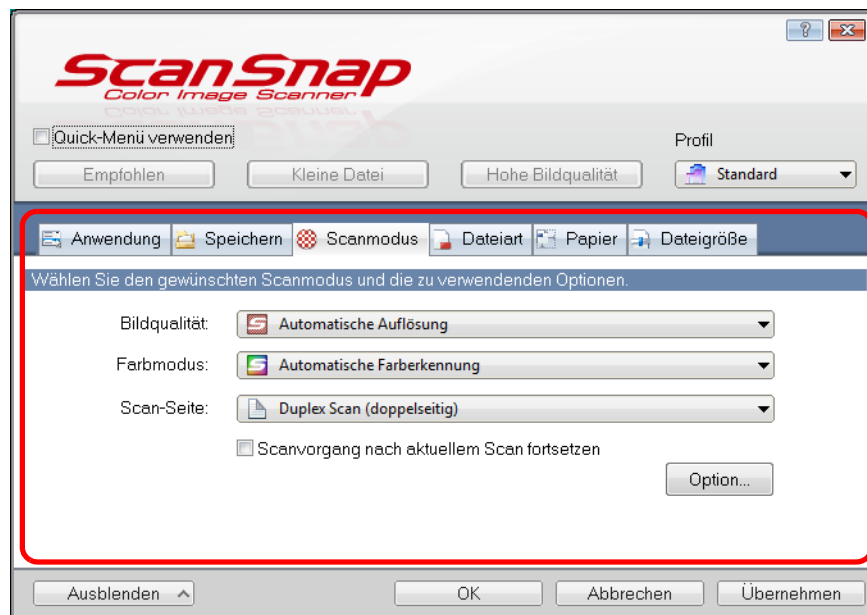 ScanSnap
Color Image Scanner
Quick-Menü verwenden
Profil
Empfohlen Kleine Datei Hohe Bildqualität Standard
Anwendung Speichern Scanmodus Dateiart Papier Dateigröße
Wählen Sie den gewünschten Scanmodus und die zu verwendenden Optionen.
Bildqualität: Automatische Auflösung
Farbmodus: Automatische Farberkennung
Scan-Seite: Duplex Scan (doppelseitig)
Scanvorgang nach aktuellem Scan fortsetzen
Option...
Ausblenden OK Abbrechen Übernehmen